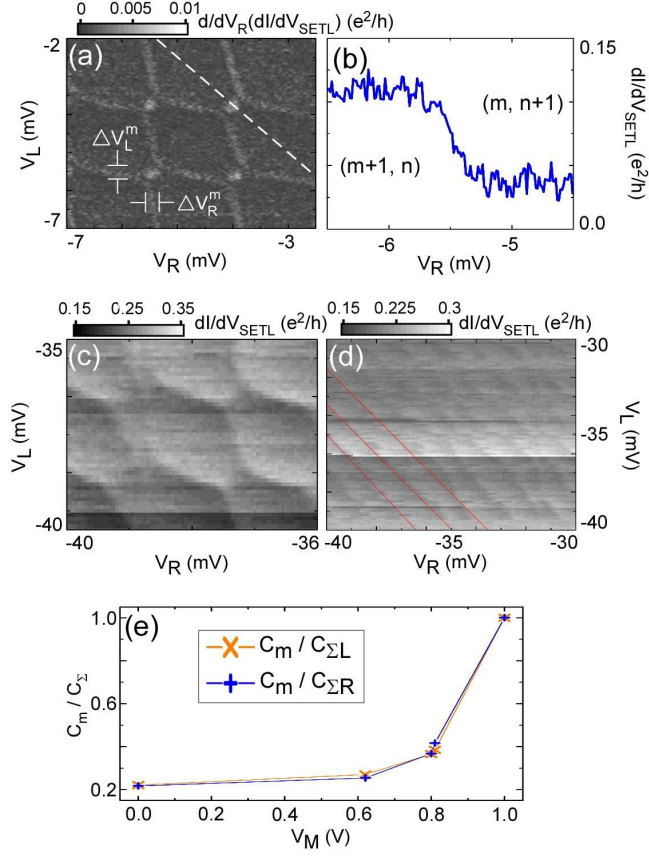 d/dV_R(dI/dV_SETL) (e²/h)
0 0.005 0.01
(a)
-2
-7
V_L (mV)
△V_L^m
△V_R^m
-7 -3
V_R (mV)
(b)
0.15
0.0
dI/dV_SETL (e²/h)
(m, n+1)
(m+1, n)
-6 -5
V_R (mV)
dI/dV_SETL (e²/h)
0.15 0.25 0.35
(c)
-35
-40
V_L (mV)
-40 -36
V_R (mV)
dI/dV_SETL (e²/h)
0.15 0.225 0.3
(d)
-30
-35
-40
V_L (mV)
-40 -35 -30
V_R (mV)
(e)
1.0
0.6
0.2
C_m / C_Σ
C_m / C_ΣL
C_m / C_ΣR
0.0 0.2 0.4 0.6 0.8 1.0
V_M (V)